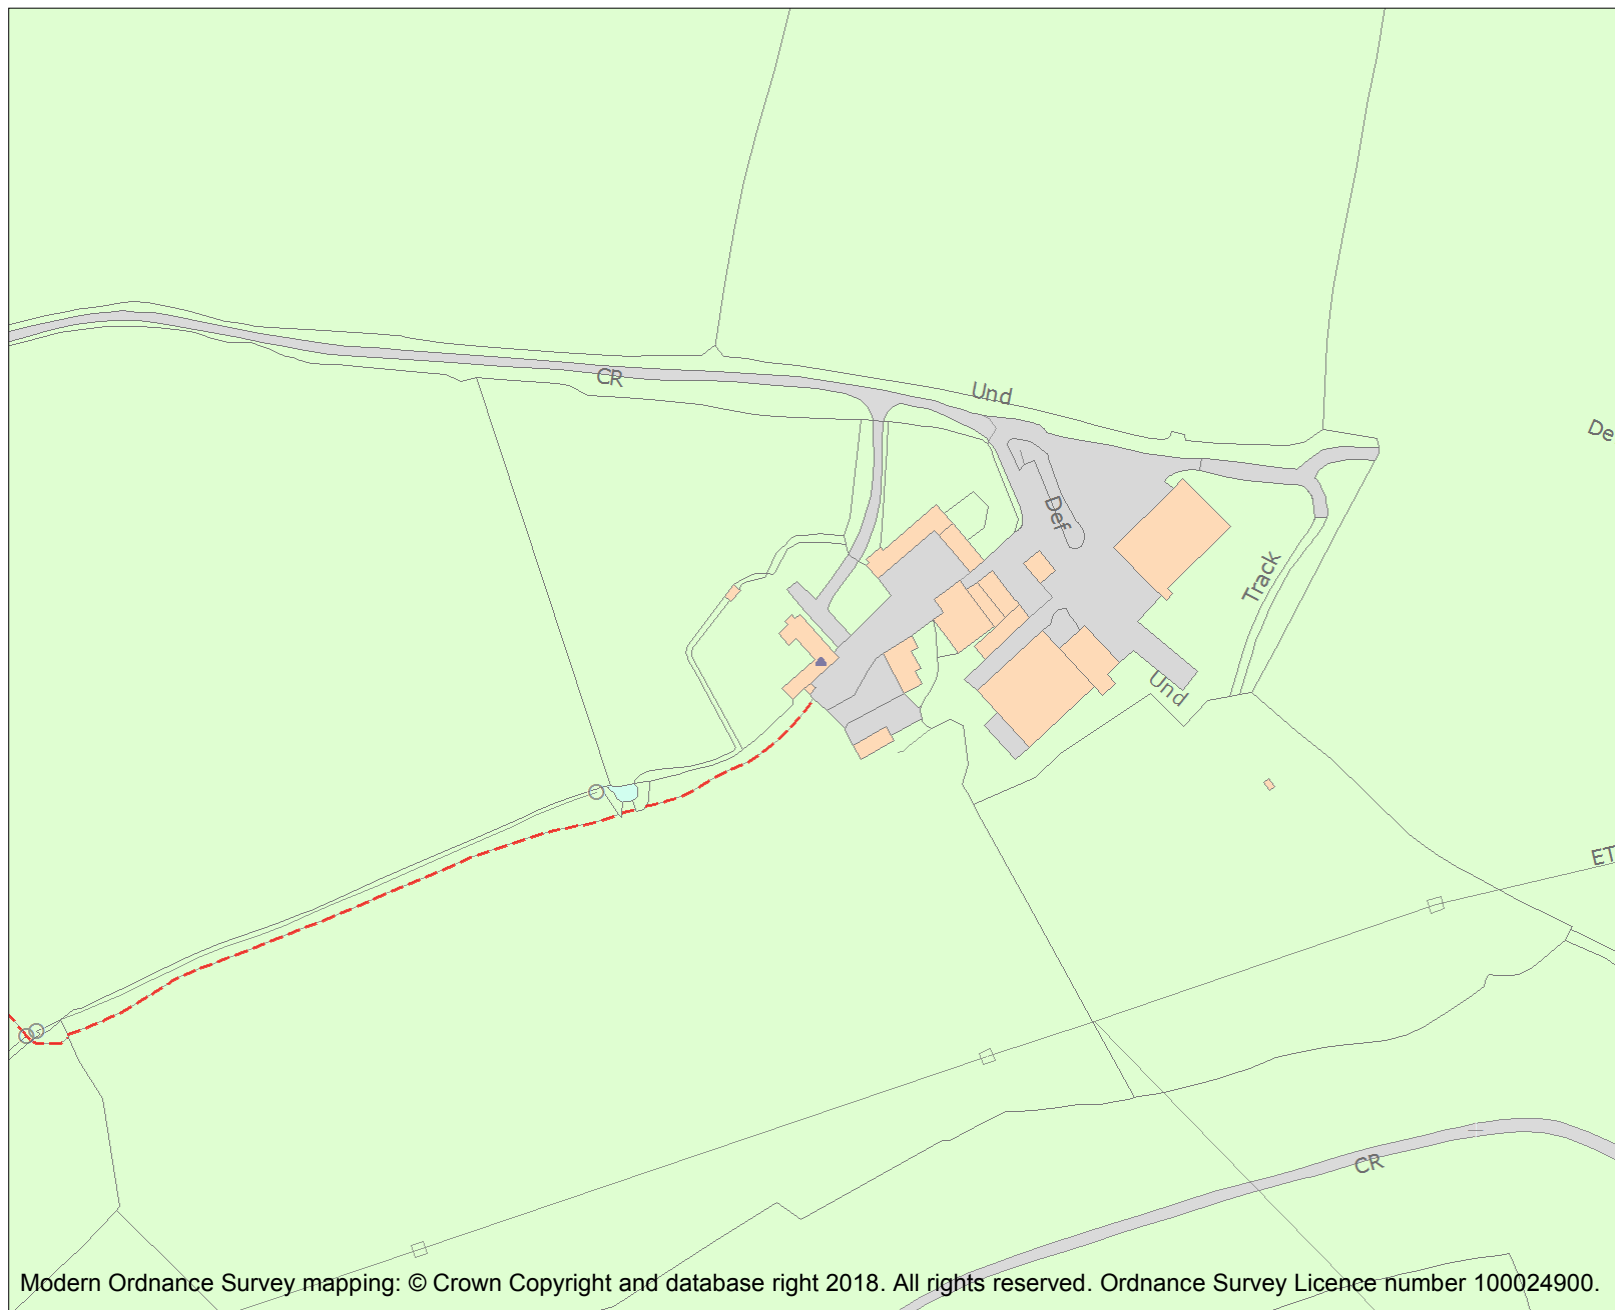 CR
Und
De
Def
Track
Und
ET
CR
Modern Ordnance Survey mapping: © Crown Copyright and database right 2018. All rights reserved. Ordnance Survey Licence number 100024900.